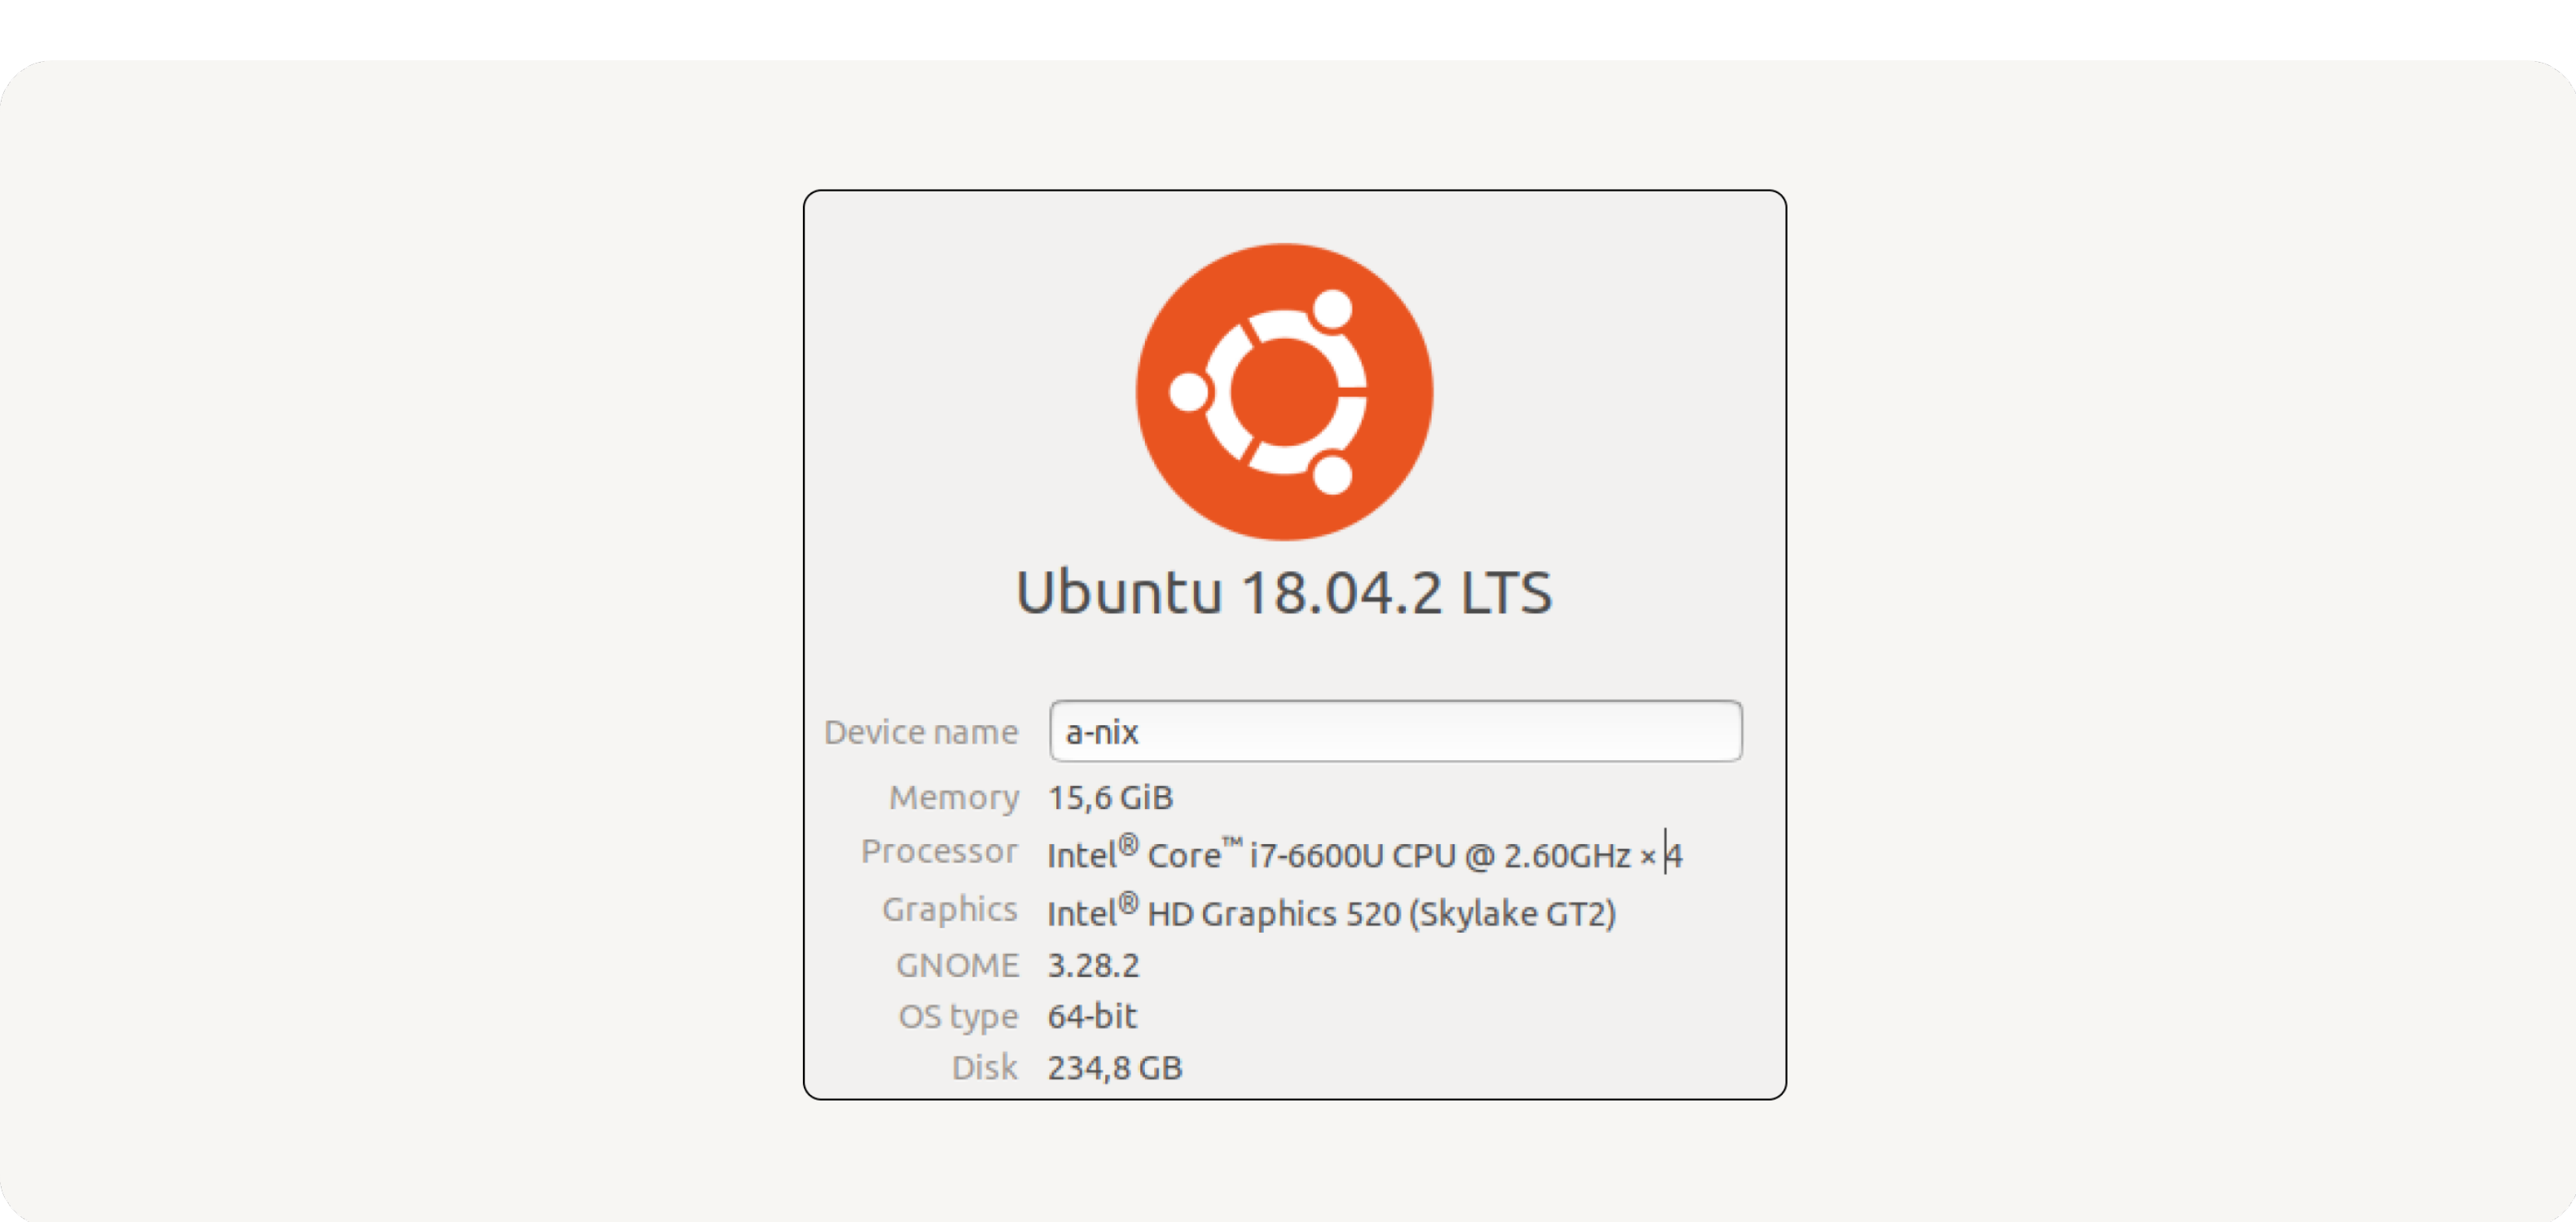 Ubuntu 18.04.2 LTS
Device name a-nix
Memory 15,6 GiB
Processor Intel® Core™ i7-6600U CPU @ 2.60GHz × 4
Graphics Intel® HD Graphics 520 (Skylake GT2)
GNOME 3.28.2
OS type 64-bit
Disk 234,8 GB